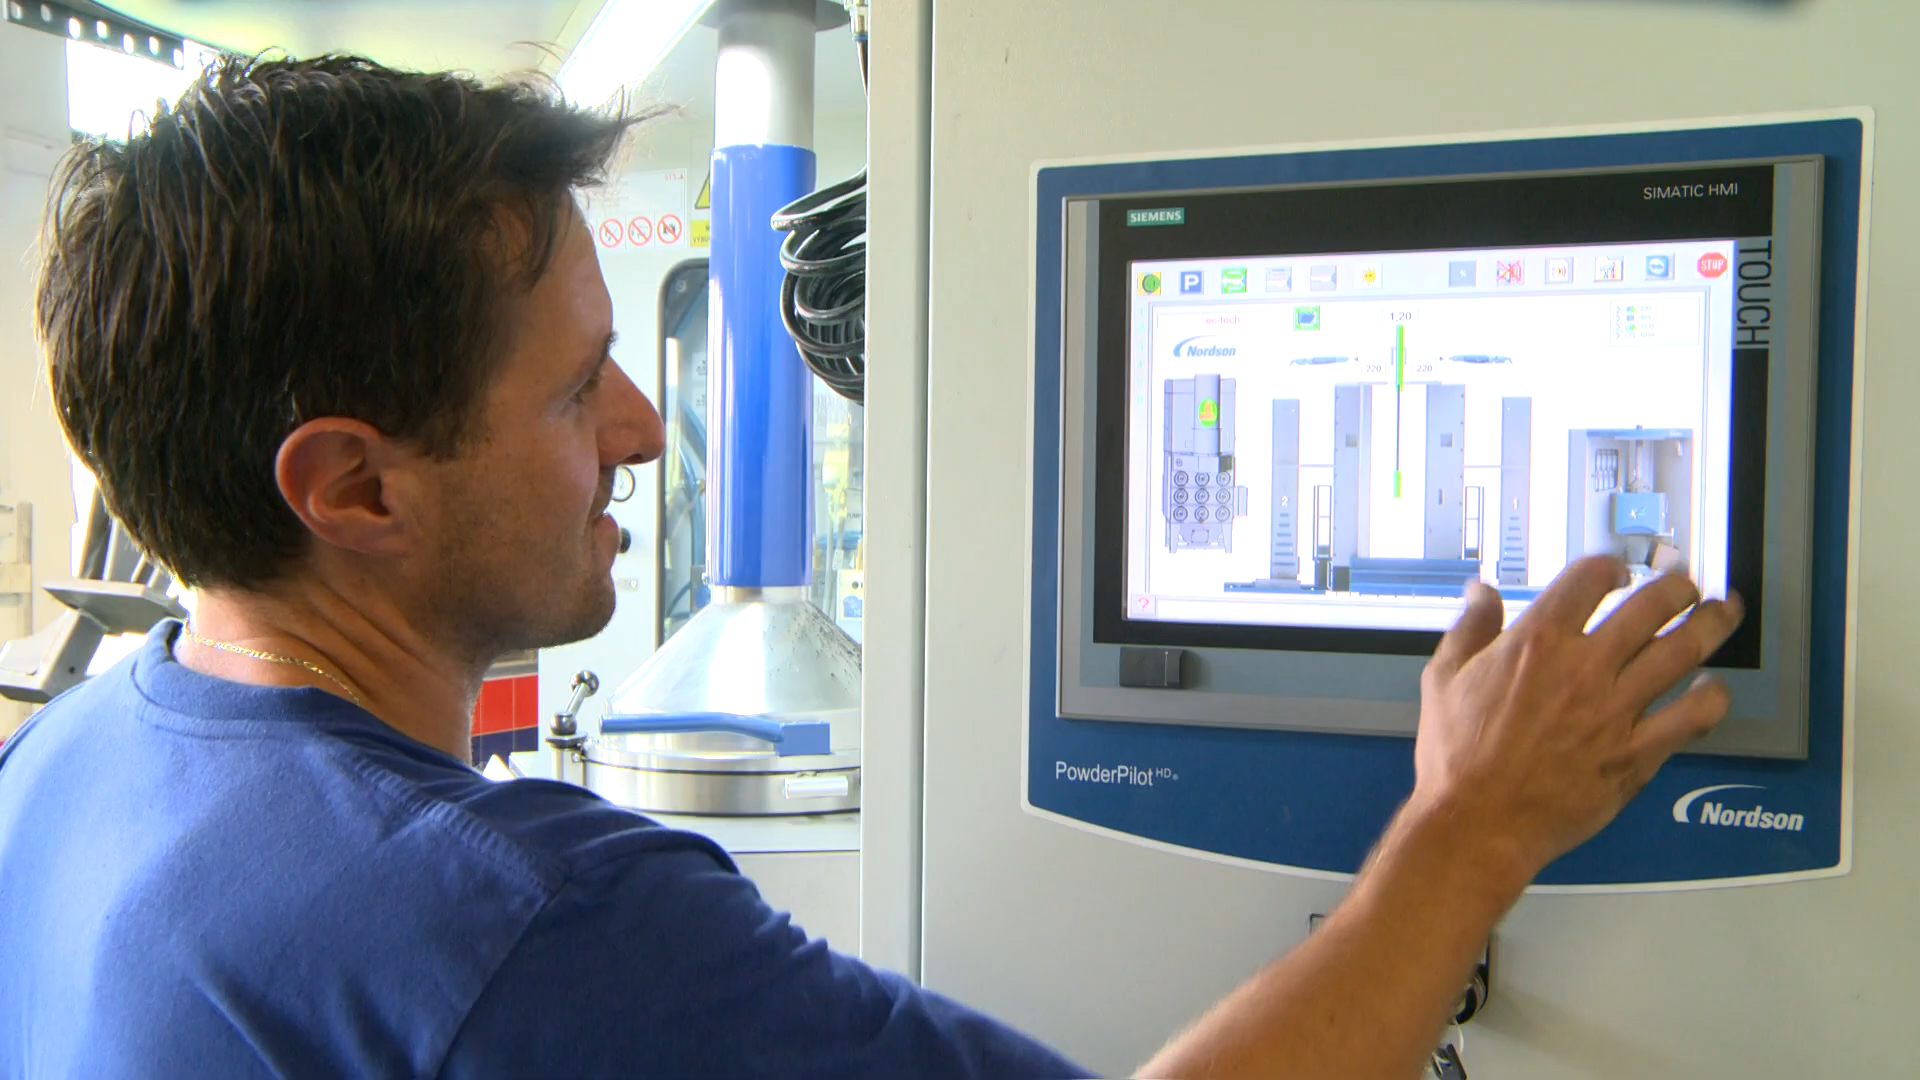 SIEMENS
SIMATIC HMI
TOUCH
P
STOP
1,20
Nordson
220
220
2
1
?
PowderPilot HD®
Nordson